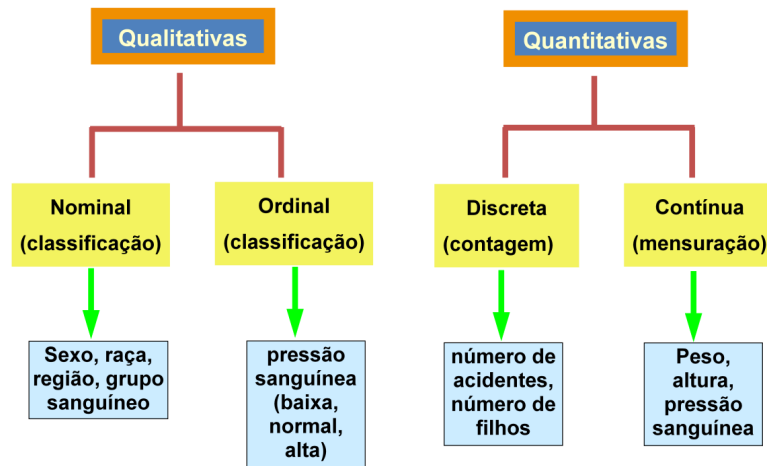 Qualitativas
Quantitativas
Nominal
(classificação)
Ordinal
(classificação)
Discreta
(contagem)
Contínua
(mensuração)
Sexo, raça,
região, grupo
sanguíneo
pressão
sanguínea
(baixa,
normal,
alta)
número de
acidentes,
número de
filhos
Peso,
altura,
pressão
sanguínea